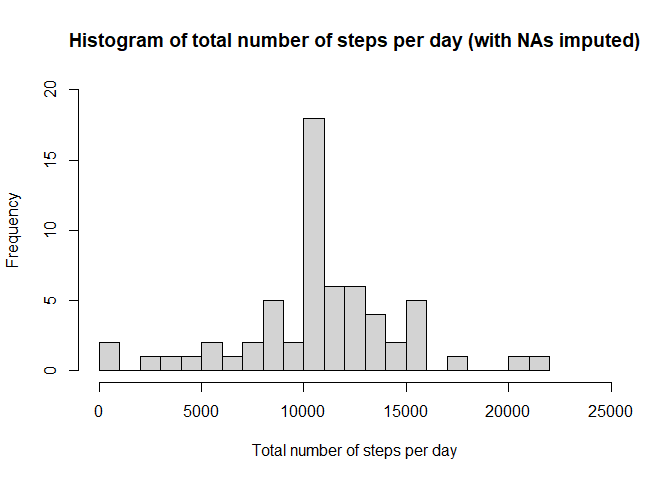 Histogram of total number of steps per day (with NAs imputed)
20
15
10
5
0
Frequency
0 5000 10000 15000 20000 25000
Total number of steps per day